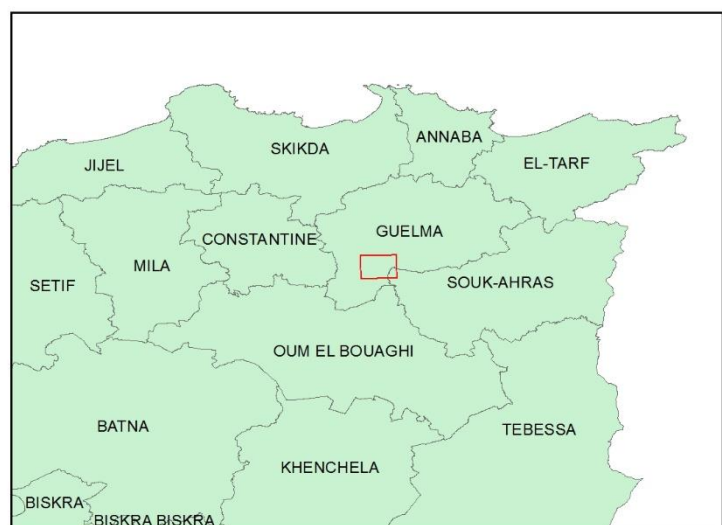 ANNABA
SKIKDA
EL-TARF
JIJEL
GUELMA
CONSTANTINE
MILA
SETIF
SOUK-AHRAS
OUM EL BOUAGHI
BATNA
TEBESSA
KHENCHELA
BISKRA
BISKRA BISKRA